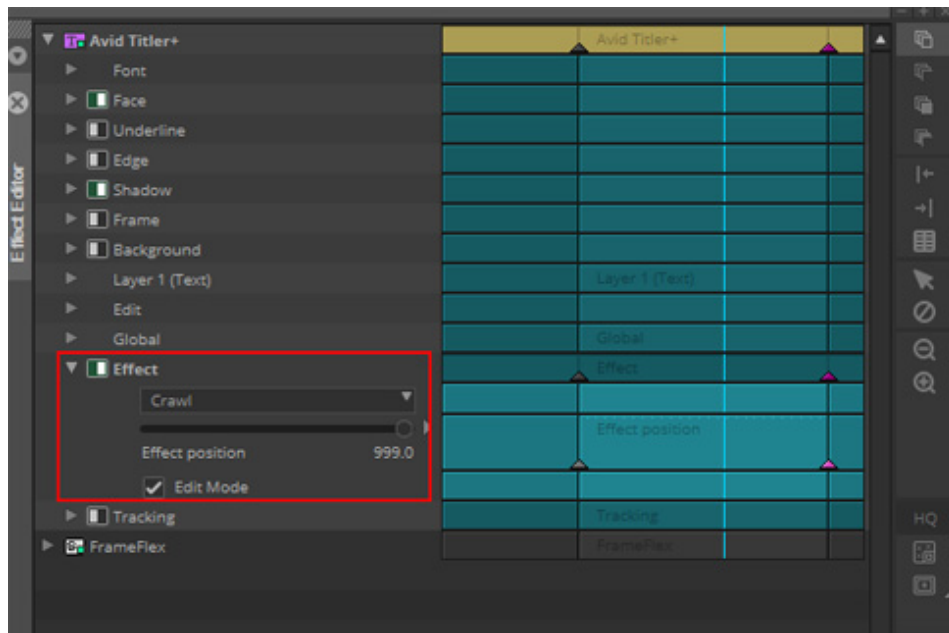 Effect Editor
Avid Titler+
Avid Titler+
Font
Face
Underline
Edge
Shadow
Frame
Background
Layer 1 (Text)
Layer 1 (Text)
Edit
Global
Global
Effect
Effect
Crawl
Effect position
Effect position 999.0
Edit Mode
Tracking
Tracking
FrameFlex
FrameFlex
HQ